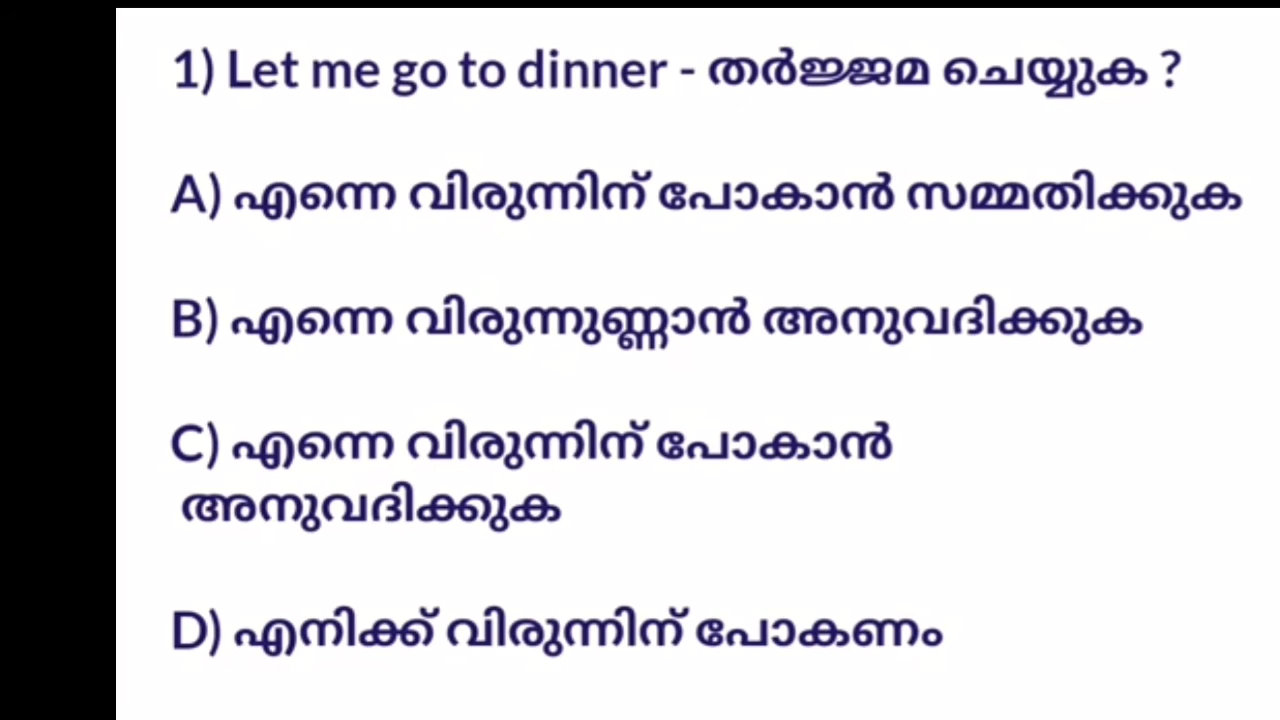 1) Let me go to dinner - തർജ്ജമ ചെയ്യുക ?
A) എന്നെ വിരുന്നിന് പോകാൻ സമ്മതിക്കുക
B) എന്നെ വിരുന്നുണ്ണാൻ അനുവദിക്കുക
C) എന്നെ വിരുന്നിന് പോകാൻ
അനുവദിക്കുക
D) എനിക്ക് വിരുന്നിന് പോകണം